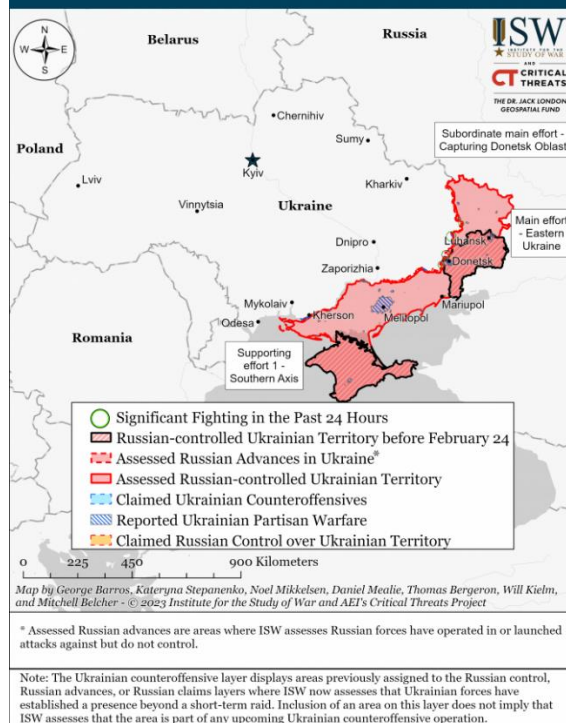 Belarus
Russia
ISW
INSTITUTE FOR THE
STUDY OF WAR
AND
CT CRITICAL
THREATS
THE DR. JACK LONDON
GEOSPATIAL FUND
N
W E
S
Chernihiv
Subordinate main effort -
Capturing Donetsk Oblast
Sumy
Poland
Kyiv
Lviv
Kharkiv
Vinnytsia
Ukraine
Main effort
- Eastern
Ukraine
Luhansk
Dnipro
Donetsk
Zaporizhia
Mykolaiv
Mariupol
Kherson
Melitopol
Odesa
Romania
Supporting
effort 1 -
Southern Axis
Significant Fighting in the Past 24 Hours
Russian-controlled Ukrainian Territory before February 24
Assessed Russian Advances in Ukraine*
Assessed Russian-controlled Ukrainian Territory
Claimed Ukrainian Counteroffensives
Reported Ukrainian Partisan Warfare
Claimed Russian Control over Ukrainian Territory
0 225 450 900 Kilometers
Map by George Barros, Kateryna Stepanenko, Noel Mikkelsen, Daniel Mealie, Thomas Bergeron, Will Kielm,
and Mitchell Belcher - © 2023 Institute for the Study of War and AEI's Critical Threats Project
* Assessed Russian advances are areas where ISW assesses Russian forces have operated in or launched
attacks against but do not control.
Note: The Ukrainian counteroffensive layer displays areas previously assigned to the Russian control,
Russian advances, or Russian claims layers where ISW now assesses that Ukrainian forces have
established a presence beyond a short-term raid. Inclusion of an area on this layer does not imply that
ISW assesses that the area is part of any upcoming Ukrainian counteroffensive operation.